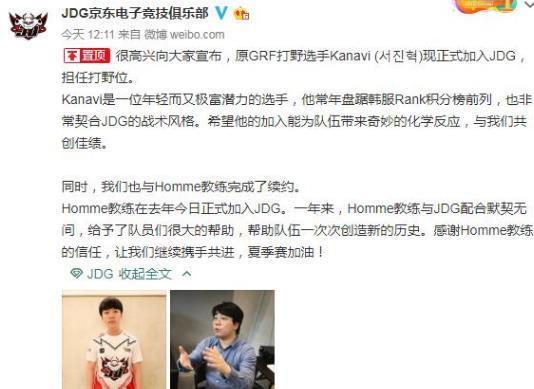 JDG京东电子竞技俱乐部
今天 12:11 来自 微博 weibo.com
置顶 很高兴向大家宣布，原GRF打野选手Kanavi (서진혁)现正式加入JDG，
担任打野位。
Kanavi是一位年轻而又极富潜力的选手，他常年盘踞韩服Rank积分榜前列，也非
常契合JDG的战术风格。希望他的加入能为队伍带来奇妙的化学反应，与我们共
创佳绩。
同时，我们也与Homme教练完成了续约。
Homme教练在去年今日正式加入JDG。一年来，Homme教练与JDG配合默契无
间，给予了队员们很大的帮助，帮助队伍一次次创造新的历史。感谢Homme教练
的信任，让我们继续携手共进，夏季赛加油！
JDG 收起全文